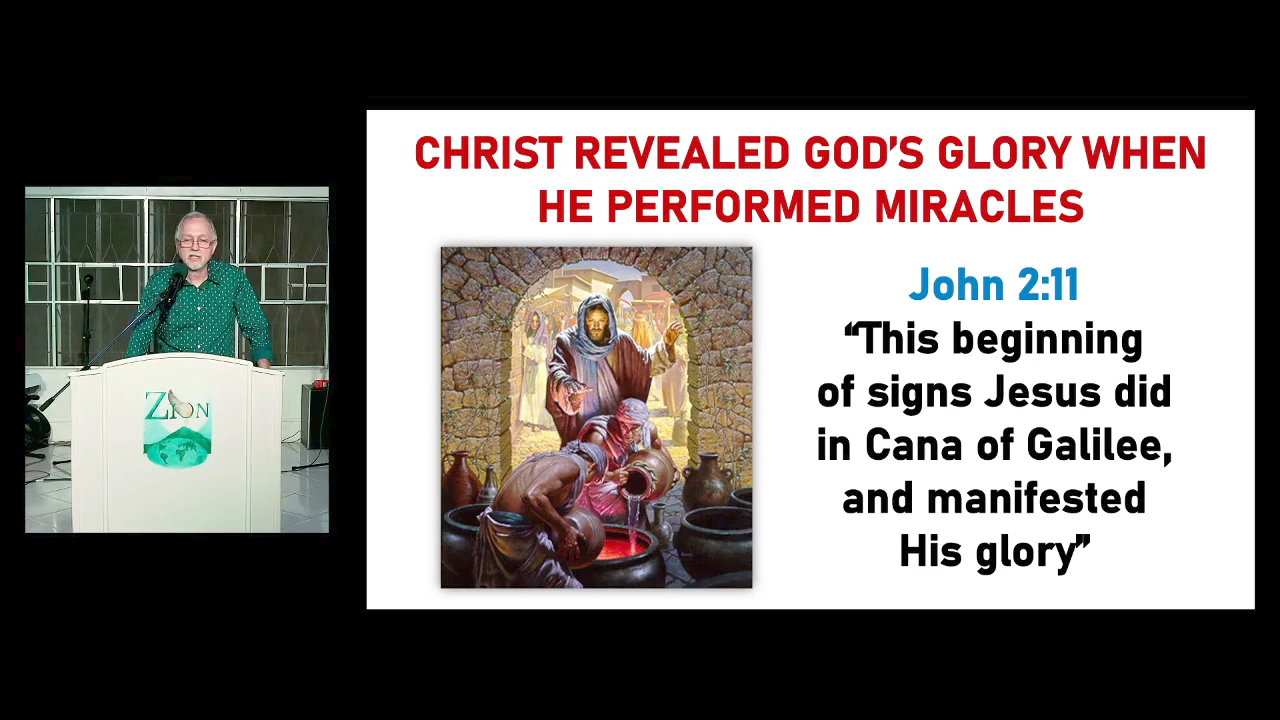 CHRIST REVEALED GOD’S GLORY WHEN
HE PERFORMED MIRACLES
John 2:11
“This beginning
of signs Jesus did
in Cana of Galilee,
and manifested
His glory”
ZION